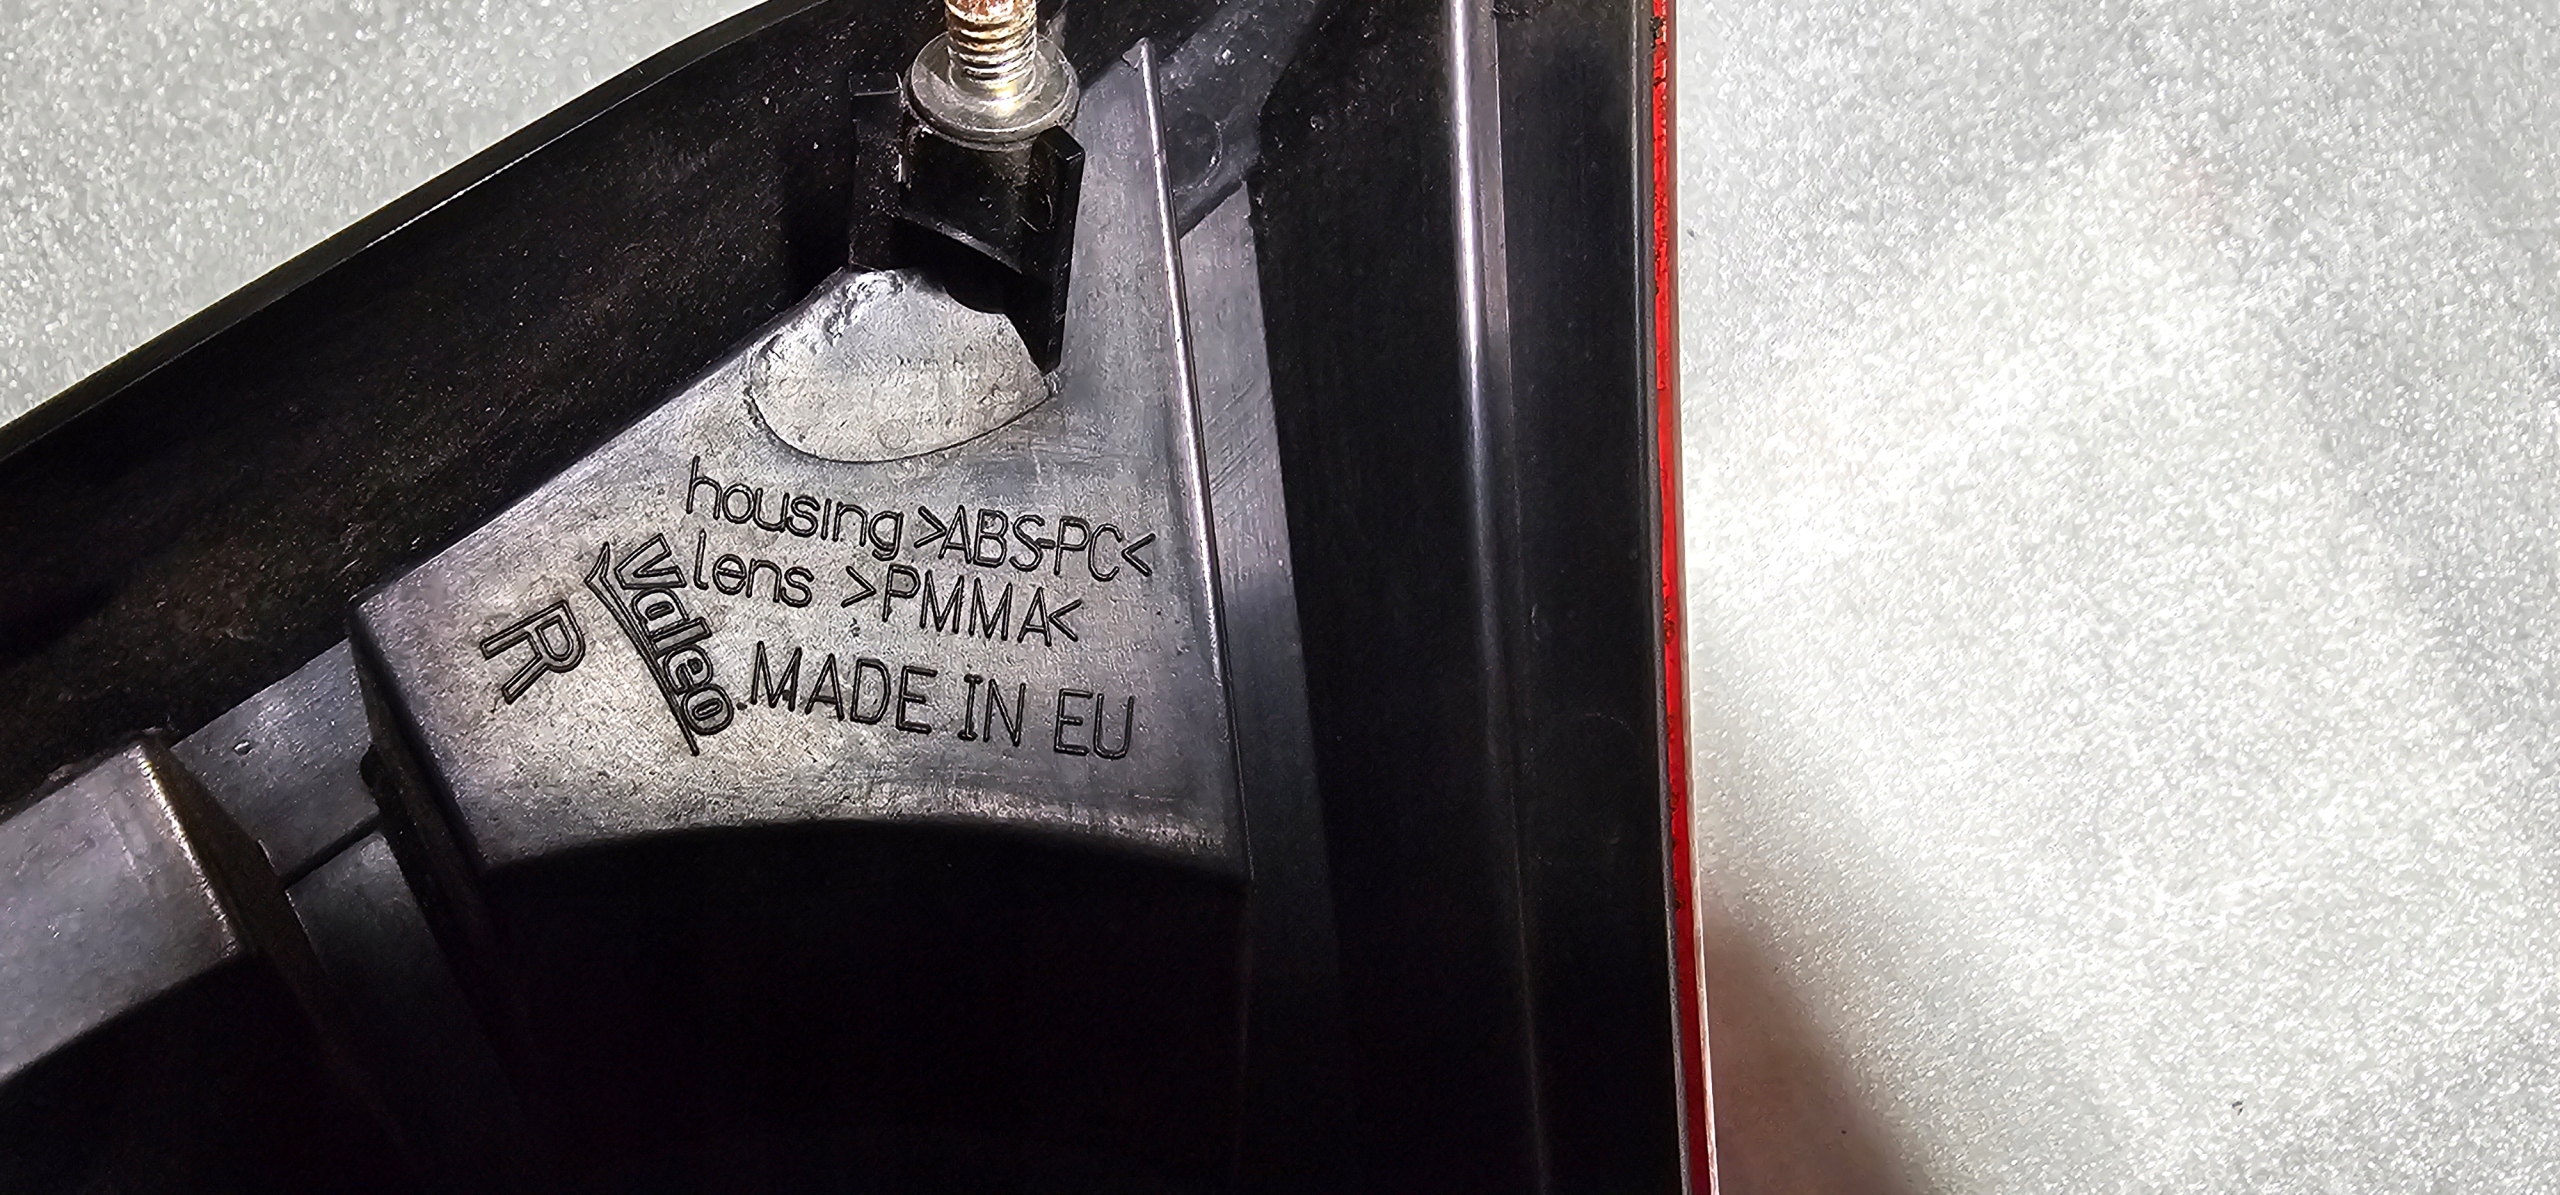 housing >ABS-PC<
lens >PMMA<
MADE IN EU
Valeo
R